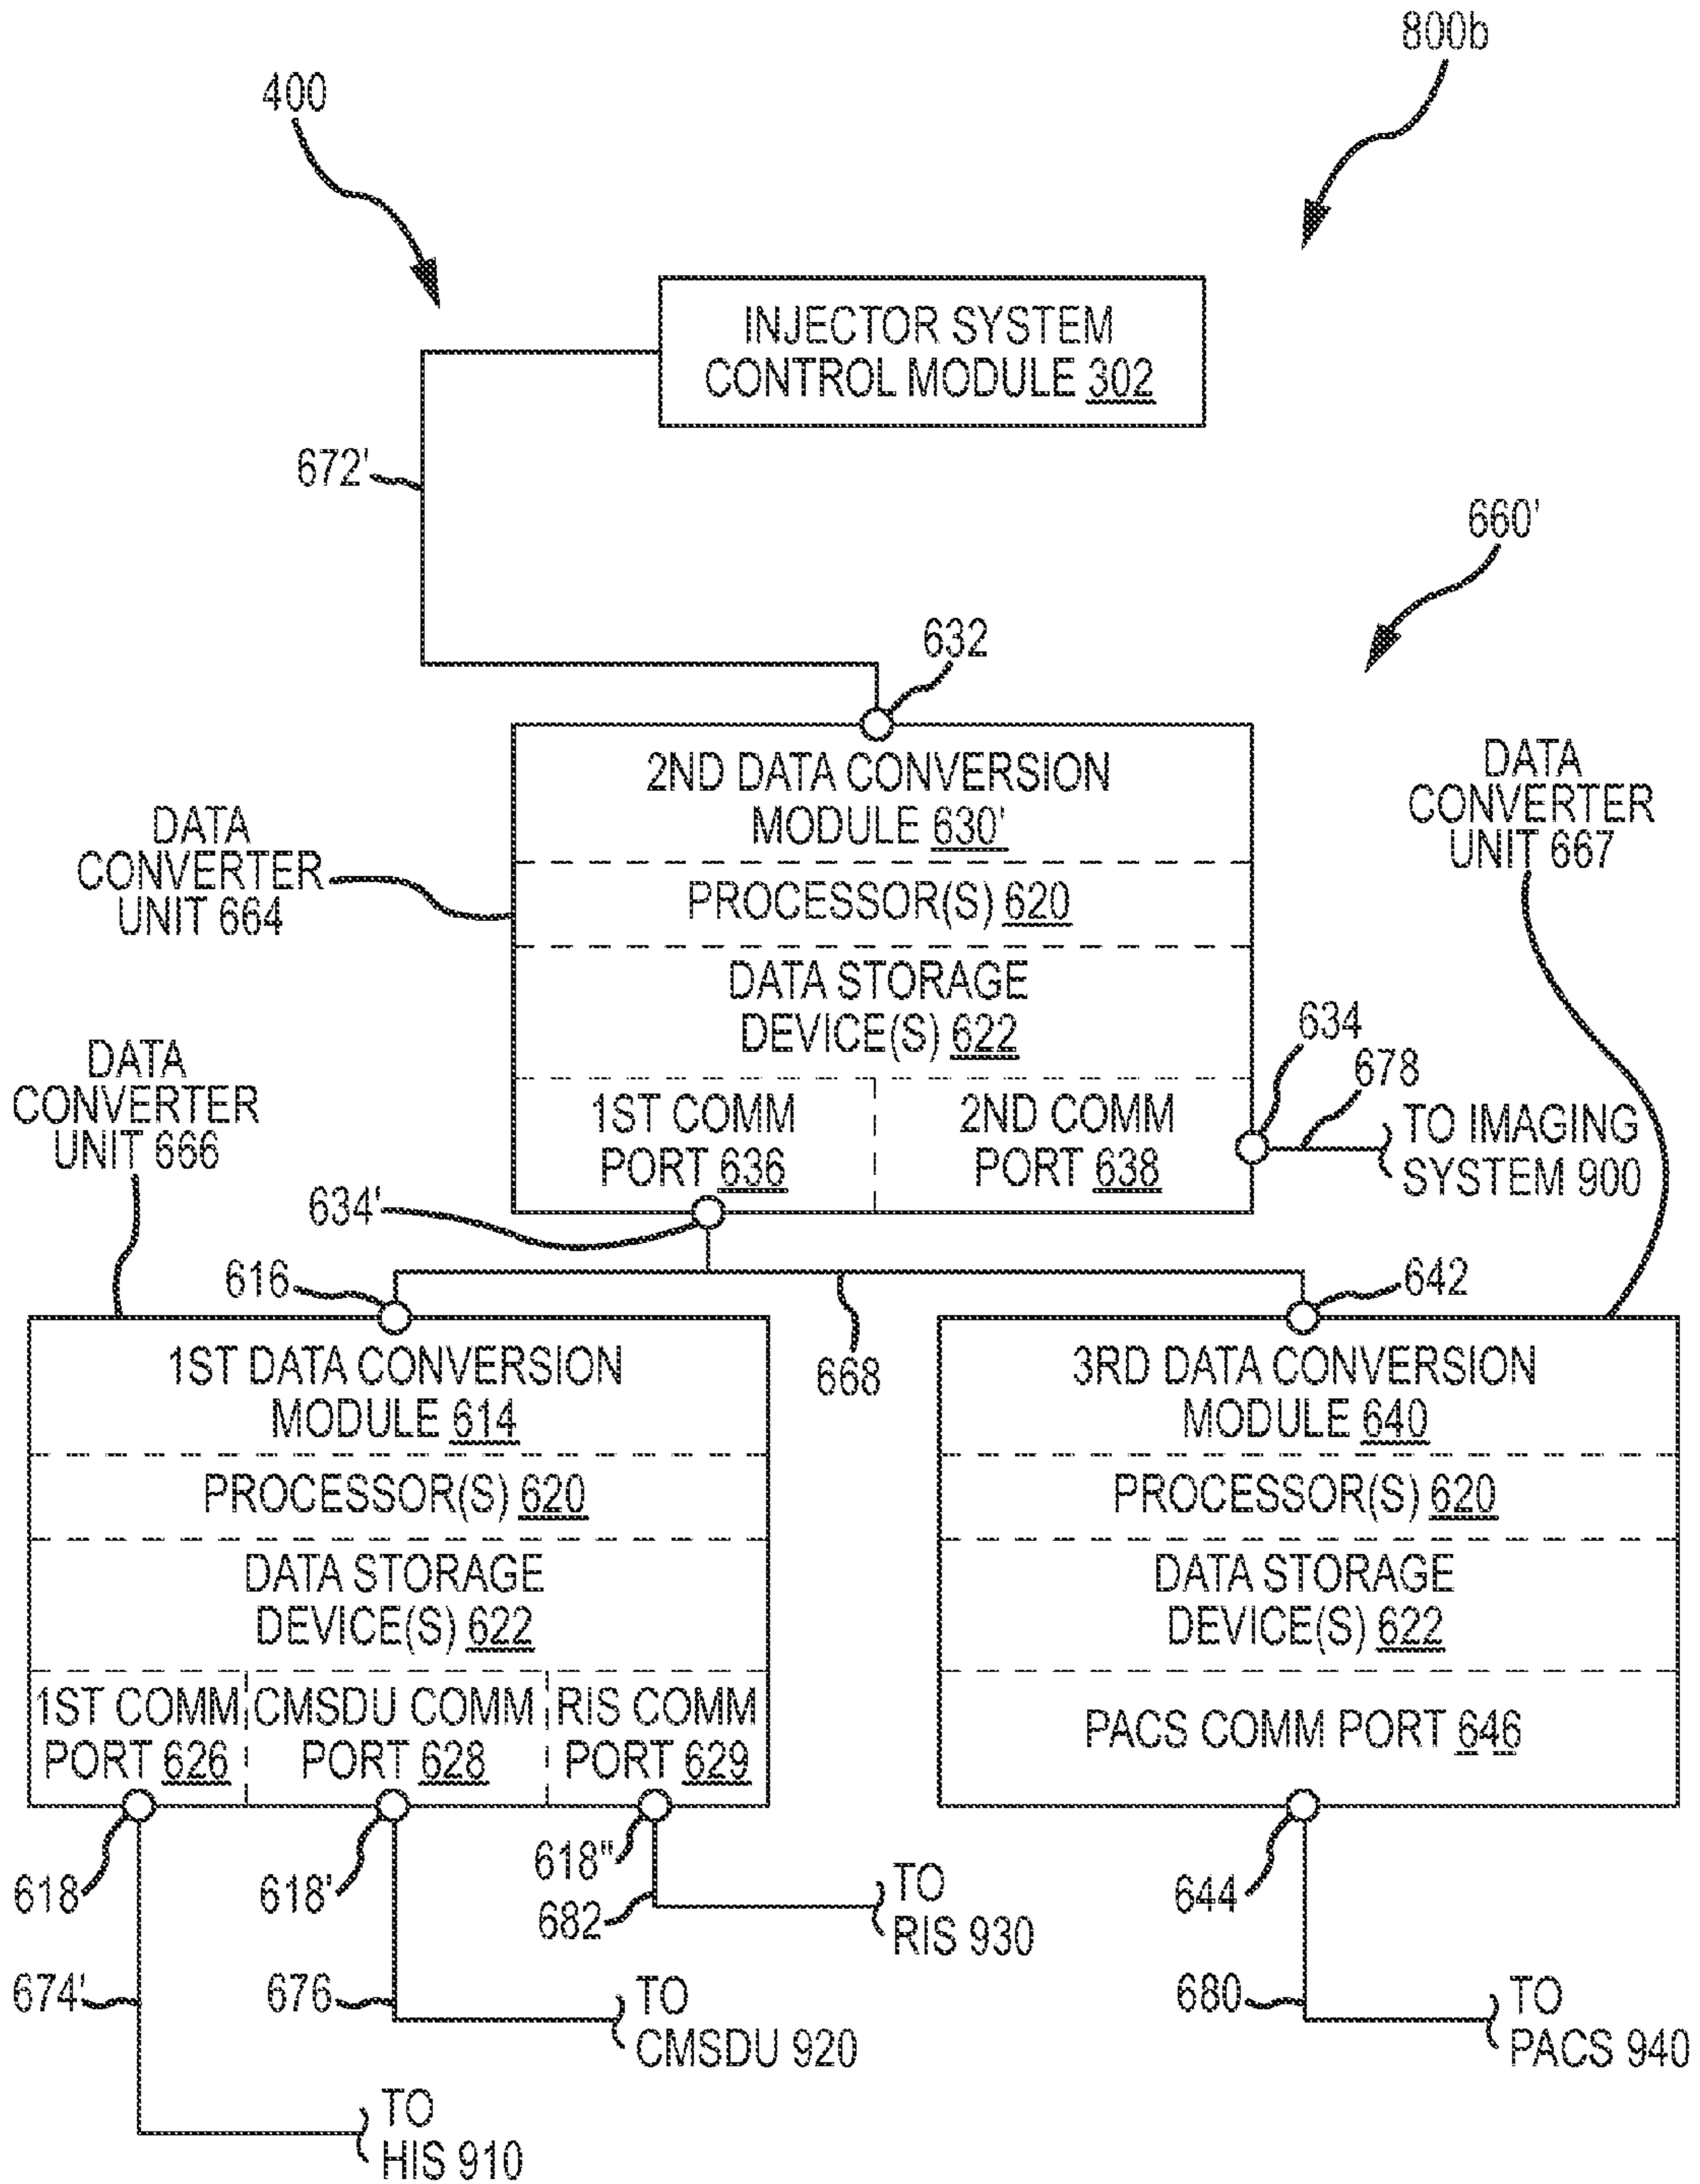 800b
400
INJECTOR SYSTEM
CONTROL MODULE 302
672'
660'
632
2ND DATA CONVERSION
MODULE 630'
PROCESSOR(S) 620
DATA STORAGE
DEVICE(S) 622
1ST COMM
PORT 636
2ND COMM
PORT 638
DATA
CONVERTER
UNIT 664
DATA
CONVERTER
UNIT 667
634
678
TO IMAGING
SYSTEM 900
DATA
CONVERTER
UNIT 666
634'
616
642
668
1ST DATA CONVERSION
MODULE 614
PROCESSOR(S) 620
DATA STORAGE
DEVICE(S) 622
1ST COMM
PORT 626
CMSDU COMM
PORT 628
RIS COMM
PORT 629
3RD DATA CONVERSION
MODULE 640
PROCESSOR(S) 620
DATA STORAGE
DEVICE(S) 622
PACS COMM PORT 646
618
618'
618"
682
TO
RIS 930
644
674'
676
TO
CMSDU 920
680
TO
PACS 940
TO
HIS 910